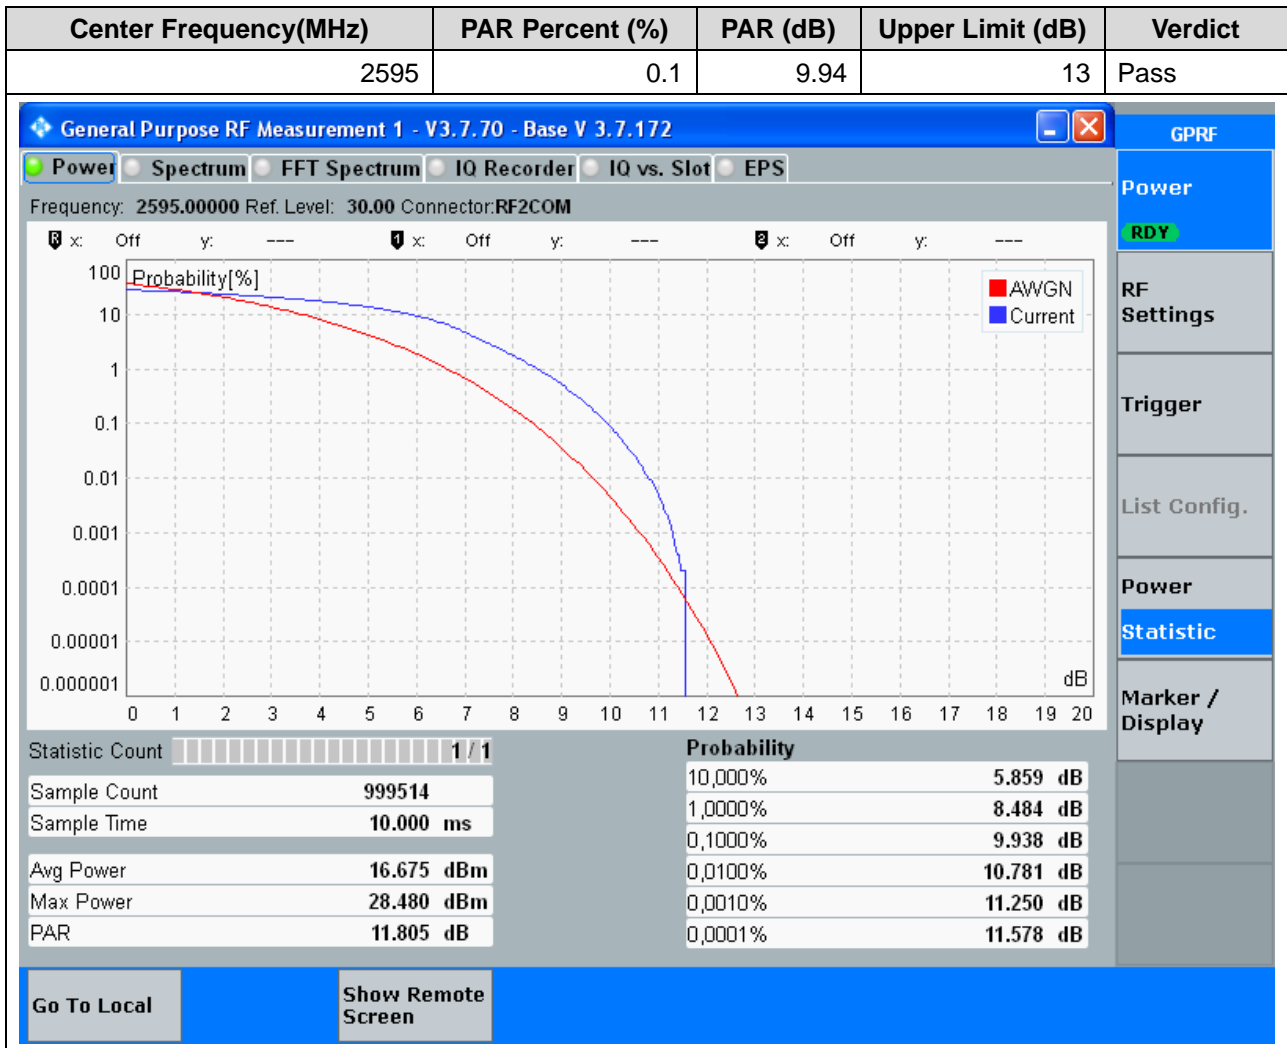 Center Frequency(MHz) PAR Percent (%) PAR (dB) Upper Limit (dB) Verdict
2595 0.1 9.94 13 Pass
General Purpose RF Measurement 1 - V3.7.70 - Base V 3.7.172
GPRF
Power Spectrum FFT Spectrum IQ Recorder IQ vs. Slot EPS
Power
RDY
Frequency: 2595.00000 Ref. Level: 30.00 Connector:RF2COM
R x: Off y: --- 1 x: Off y: --- 2 x: Off y: ---
Probability[%]
AWGN
Current
100
10
1
0.1
0.01
0.001
0.0001
0.00001
0.000001
dB
0 1 2 3 4 5 6 7 8 9 10 11 12 13 14 15 16 17 18 19 20
RF
Settings
Trigger
List Config.
Power
Statistic
Marker /
Display
Statistic Count 1 / 1
Sample Count 999514
Sample Time 10.000 ms
Avg Power 16.675 dBm
Max Power 28.480 dBm
PAR 11.805 dB
Probability
10,000% 5.859 dB
1,0000% 8.484 dB
0,1000% 9.938 dB
0,0100% 10.781 dB
0,0010% 11.250 dB
0,0001% 11.578 dB
Go To Local
Show Remote
Screen